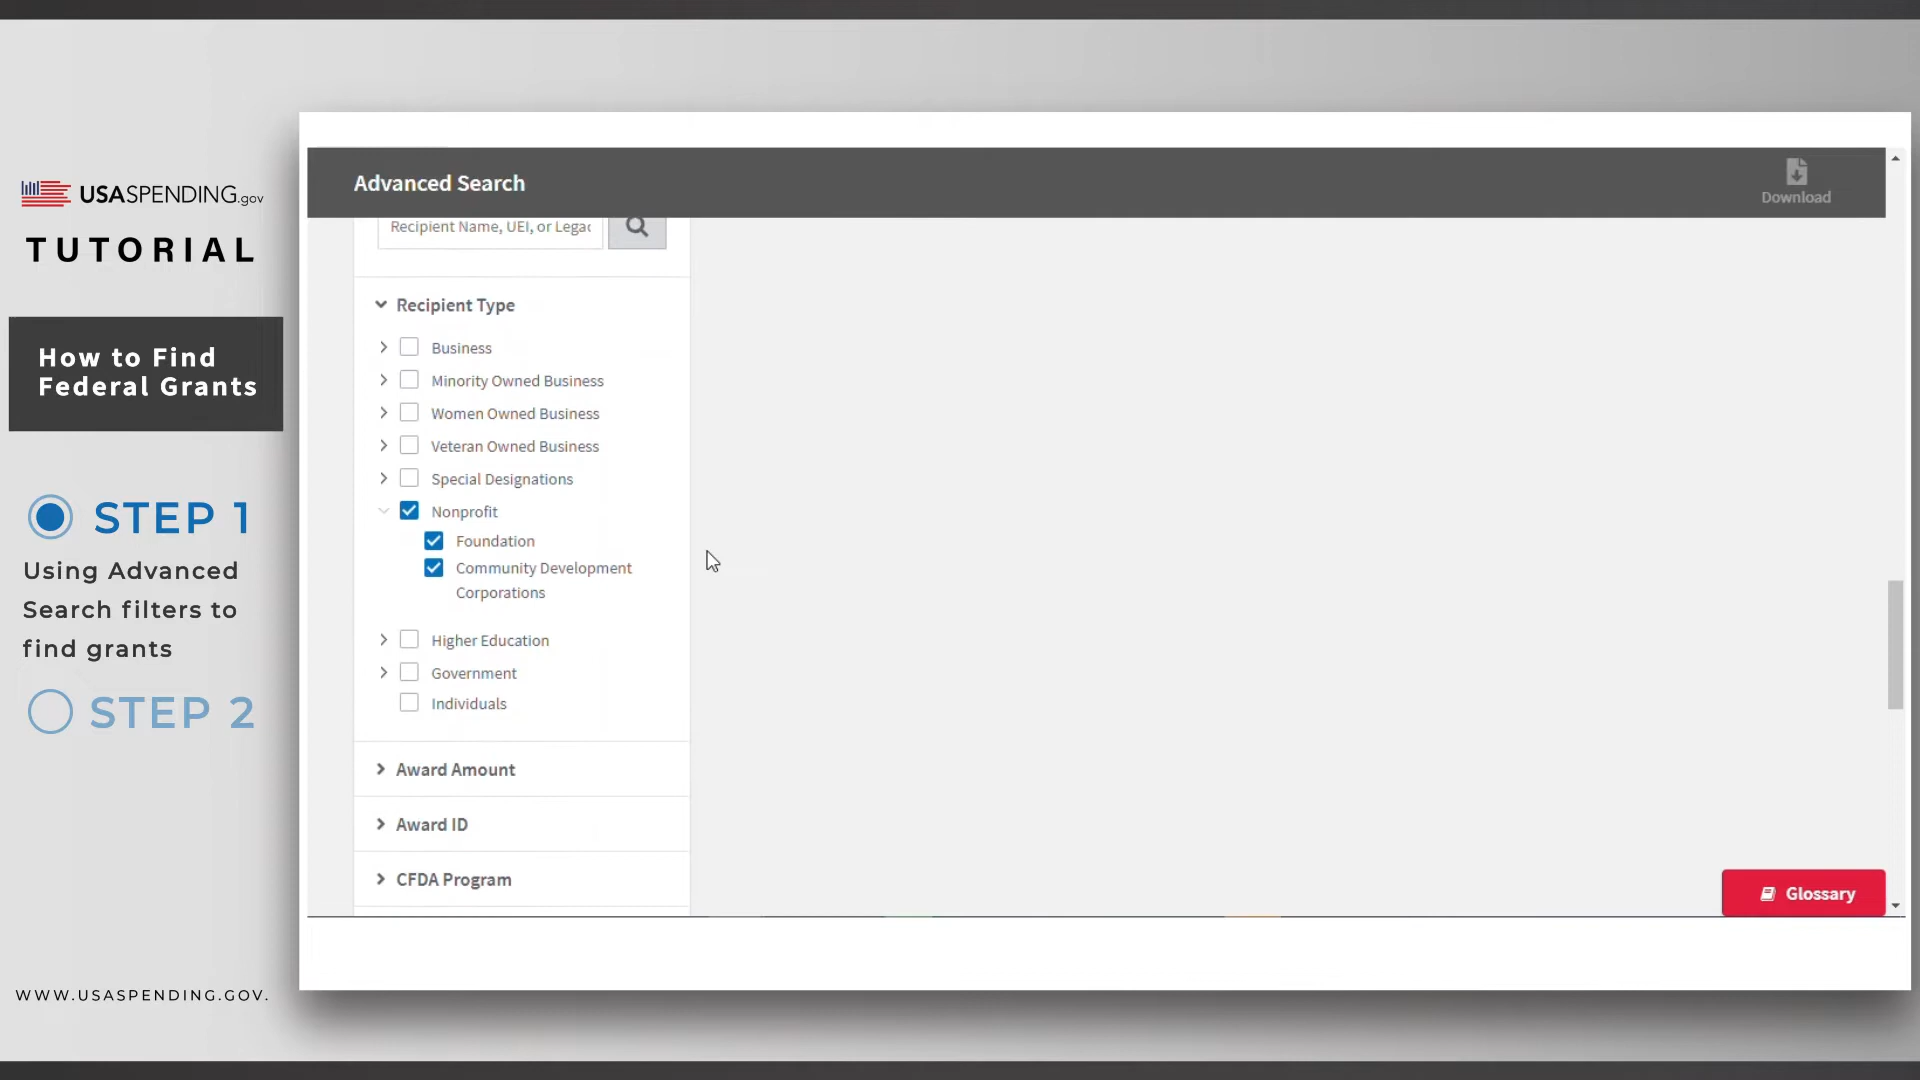 USASPENDING.gov
TUTORIAL
How to Find
Federal Grants
STEP 1
Using Advanced
Search filters to
find grants
STEP 2
WWW.USASPENDING.GOV.
Advanced Search
Download
Recipient Name, UEI, or Legac
Recipient Type
Business
Minority Owned Business
Women Owned Business
Veteran Owned Business
Special Designations
Nonprofit
Foundation
Community Development
Corporations
Higher Education
Government
Individuals
Award Amount
Award ID
CFDA Program
Glossary